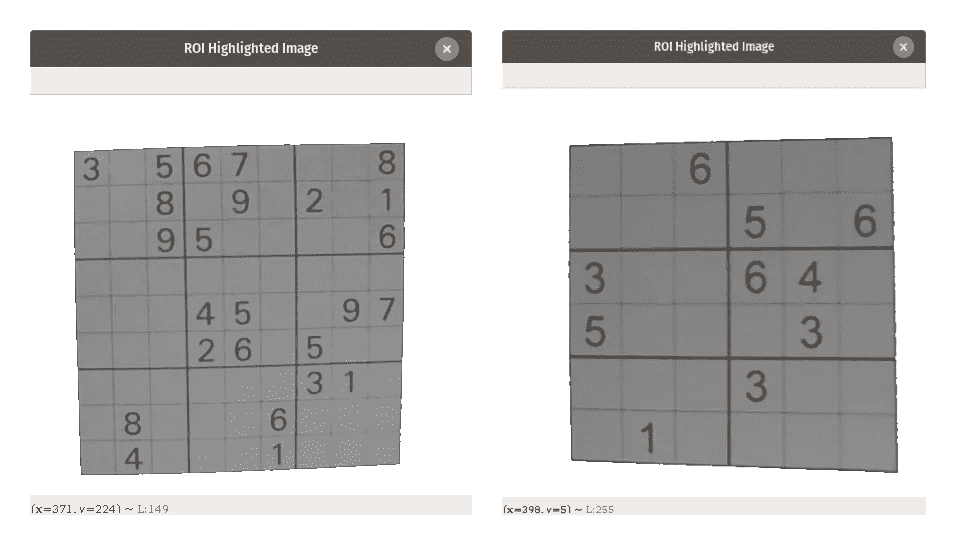 ROI Highlighted Image
3 5 6 7 8
8 9 2 1
9 5 6
4 5 9 7
2 6 5
3 1
8 6
4 1
(x=371, y=224) ~ L:149
ROI Highlighted Image
6
5 6
3 6 4
5 3
3
1
(x=398, y=5) ~ L:255